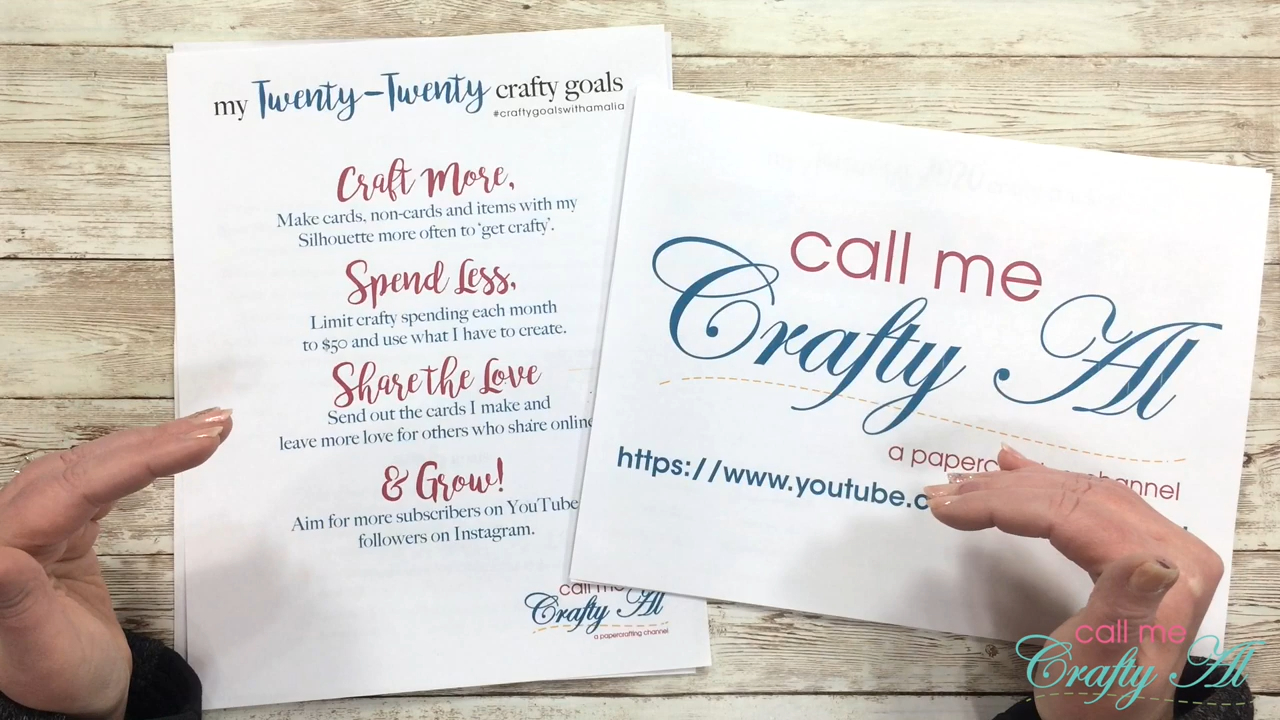 my Twenty-Twenty crafty goals
#craftygoalswithamalia
Craft More,
Make cards, non-cards and items with my
Silhouette more often to 'get crafty'.
Spend Less,
Limit crafty spending each month
to $50 and use what I have to create.
Share the Love
Send out the cards I make and
leave more love for others who share online
& Grow!
Aim for more subscribers on YouTube
followers on Instagram.
call me
Crafty Al
a papercrafting channel
call me
Crafty Al
a channel
https://www.youtube.
call me
Crafty Al